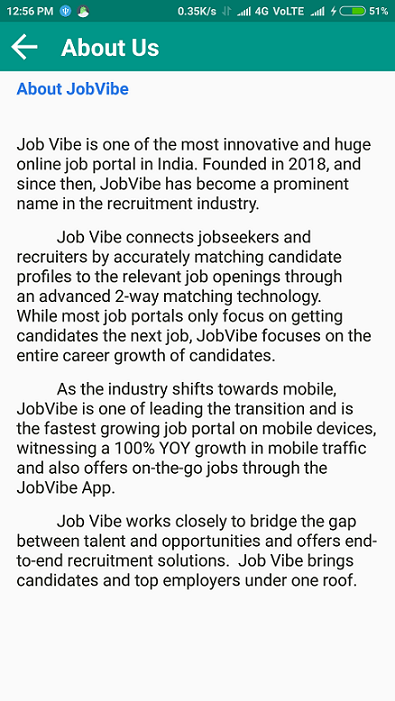 12:56 PM 0.35K/s 4G VoLTE 51%
About Us
About JobVibe
Job Vibe is one of the most innovative and huge
online job portal in India. Founded in 2018, and
since then, JobVibe has become a prominent
name in the recruitment industry.
Job Vibe connects jobseekers and
recruiters by accurately matching candidate
profiles to the relevant job openings through
an advanced 2-way matching technology.
While most job portals only focus on getting
candidates the next job, JobVibe focuses on the
entire career growth of candidates.
As the industry shifts towards mobile,
JobVibe is one of leading the transition and is
the fastest growing job portal on mobile devices,
witnessing a 100% YOY growth in mobile traffic
and also offers on-the-go jobs through the
JobVibe App.
Job Vibe works closely to bridge the gap
between talent and opportunities and offers end-
to-end recruitment solutions.  Job Vibe brings
candidates and top employers under one roof.